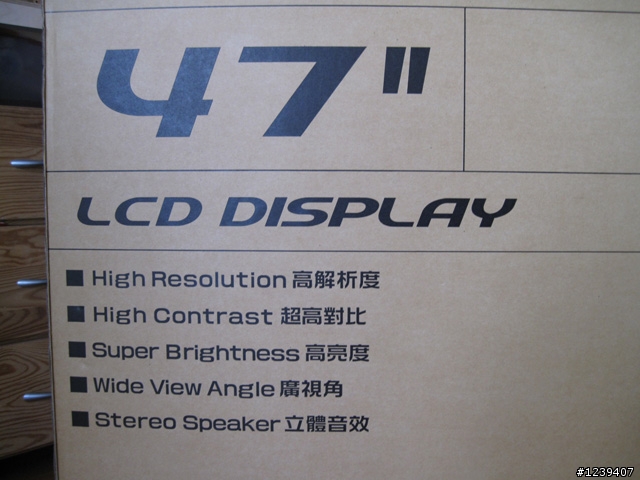 47"
LCD DISPLAY
■ High Resolution 高解析度
■ High Contrast 超高對比
■ Super Brightness 高亮度
■ Wide View Angle 廣視角
■ Stereo Speaker 立體音效
#1239407